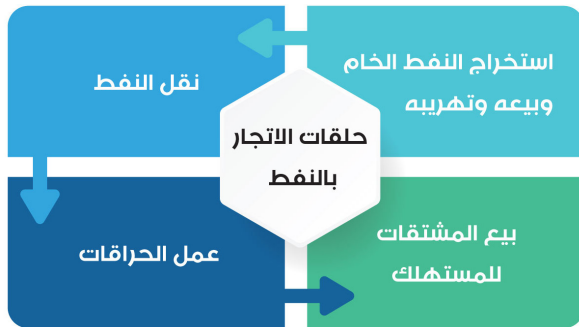 استخراج النفط الخام
وبيعه وتهريبه
نقل النفط
حلقات الاتجار
بالنفط
عمل الحراقات
بيع المشتقات
للمستهلك